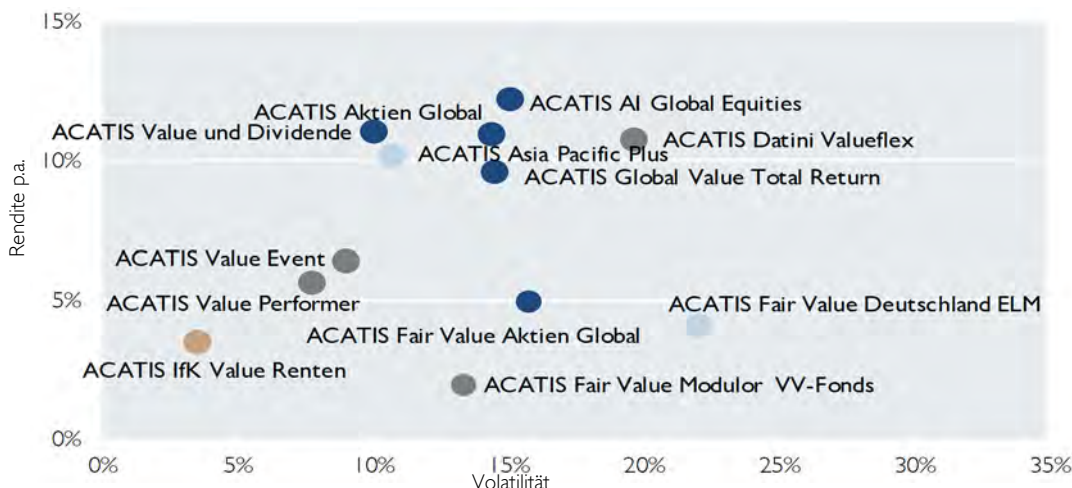 15%
ACATIS AI Global Equities
ACATIS Aktien Global
ACATIS Value und Dividende
ACATIS Datini Valueflex
10%
ACATIS Asia Pacific Plus
ACATIS Global Value Total Return
Rendite p.a.
ACATIS Value Event
5%
ACATIS Value Performer
ACATIS Fair Value Deutschland ELM
ACATIS Fair Value Aktien Global
ACATIS IfK Value Renten
ACATIS Fair Value Modulor VV-Fonds
0%
0% 5% 10% 15% 20% 25% 30% 35%
Volatilität